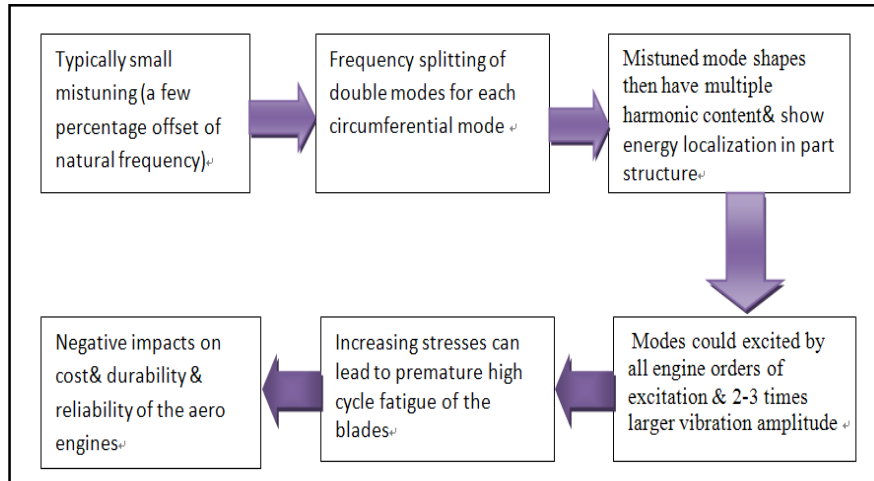 Typically small
mistuning (a few
percentage offset of
natural frequency)↵
Frequency splitting of
double modes for each
circumferential mode ↵
Mistuned mode shapes
then have multiple
harmonic content& show
energy localization in part
structure↵
Modes could excited by
all engine orders of
excitation & 2-3 times
larger vibration amplitude ↵
Increasing stresses can
lead to premature high
cycle fatigue of the
blades↵
Negative impacts on
cost& durability &
reliability of the aero
engines↵